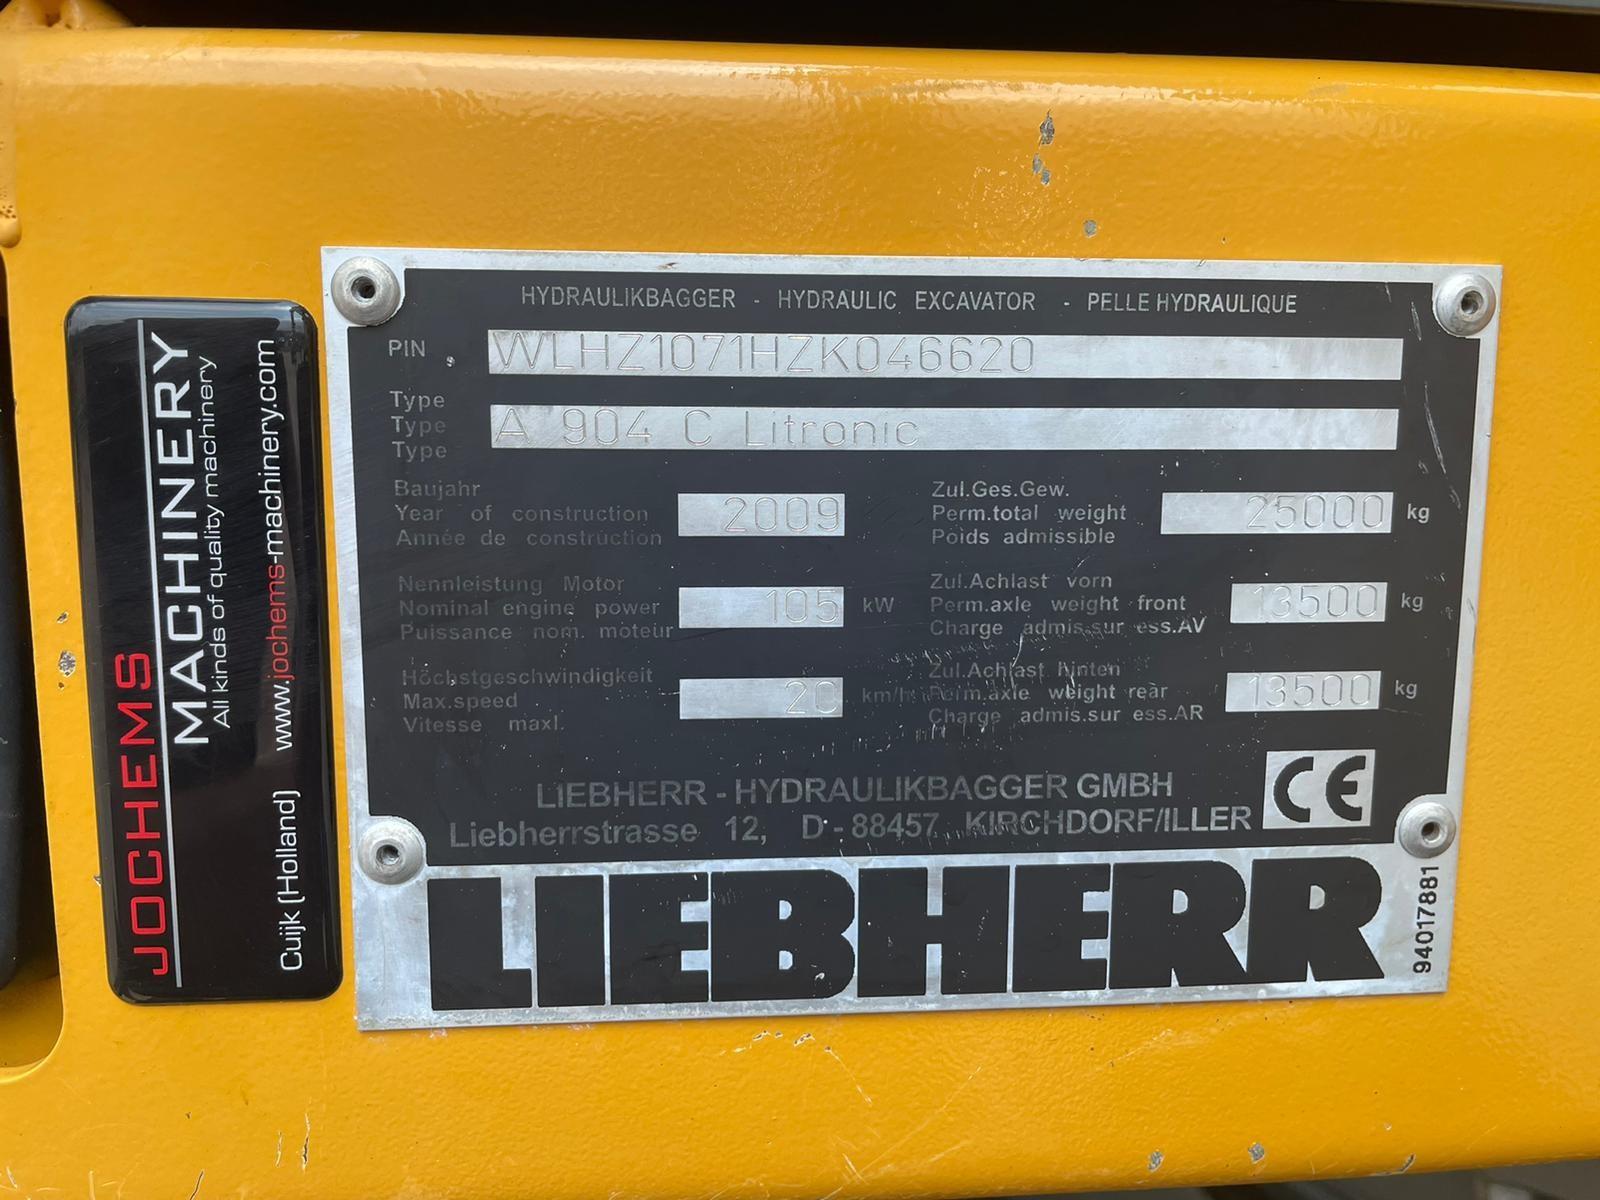 JOCHEMS
MACHINERY
All kinds of quality machinery
Cuijk (Holland) www.jochems-machinery.com
HYDRAULIKBAGGER - HYDRAULIC EXCAVATOR - PELLE HYDRAULIQUE
PIN WLHZ1071HZK046620
Type
Type A 904 C Litronic
Type
Baujahr
Year of construction 2009
Année de construction
Zul.Ges.Gew.
Perm.total weight 25000 kg
Poids admissible
Nennleistung Motor
Nominal engine power 105 kW
Puissance nom. moteur
Zul.Achlast vorn
Perm.axle weight front 13500 kg
Charge admis.sur ess.AV
Höchstgeschwindigkeit
Max.speed 20 km/h
Vitesse maxl.
Zul.Achlast hinten
Perm.axle weight rear 13500 kg
Charge admis.sur ess.AR
LIEBHERR - HYDRAULIKBAGGER GMBH
Liebherrstrasse 12, D - 88457 KIRCHDORF/ILLER
CE
LIEBHERR
94017881